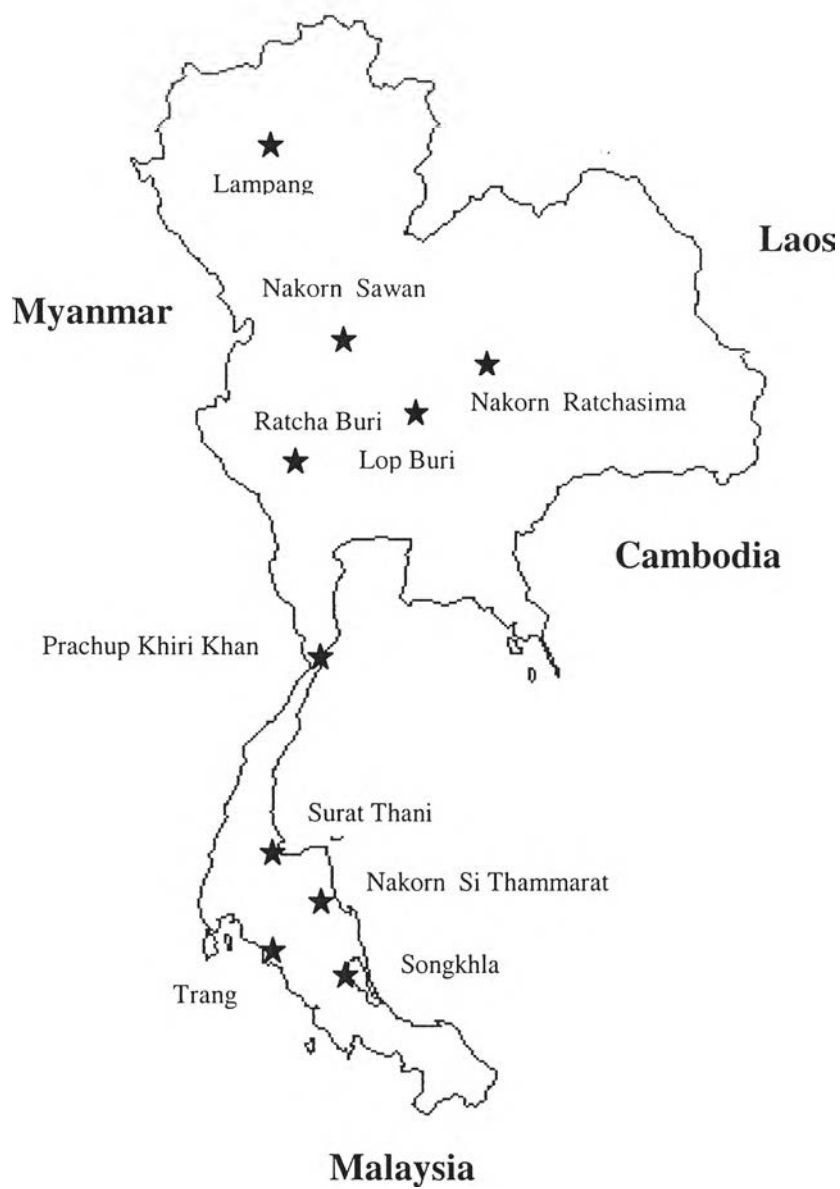 Lampang
Laos
Nakorn Sawan
Myanmar
Nakorn Ratchasima
Ratcha Buri
Lop Buri
Cambodia
Prachup Khiri Khan
Surat Thani
Nakorn Si Thammarat
Songkhla
Trang
Malaysia